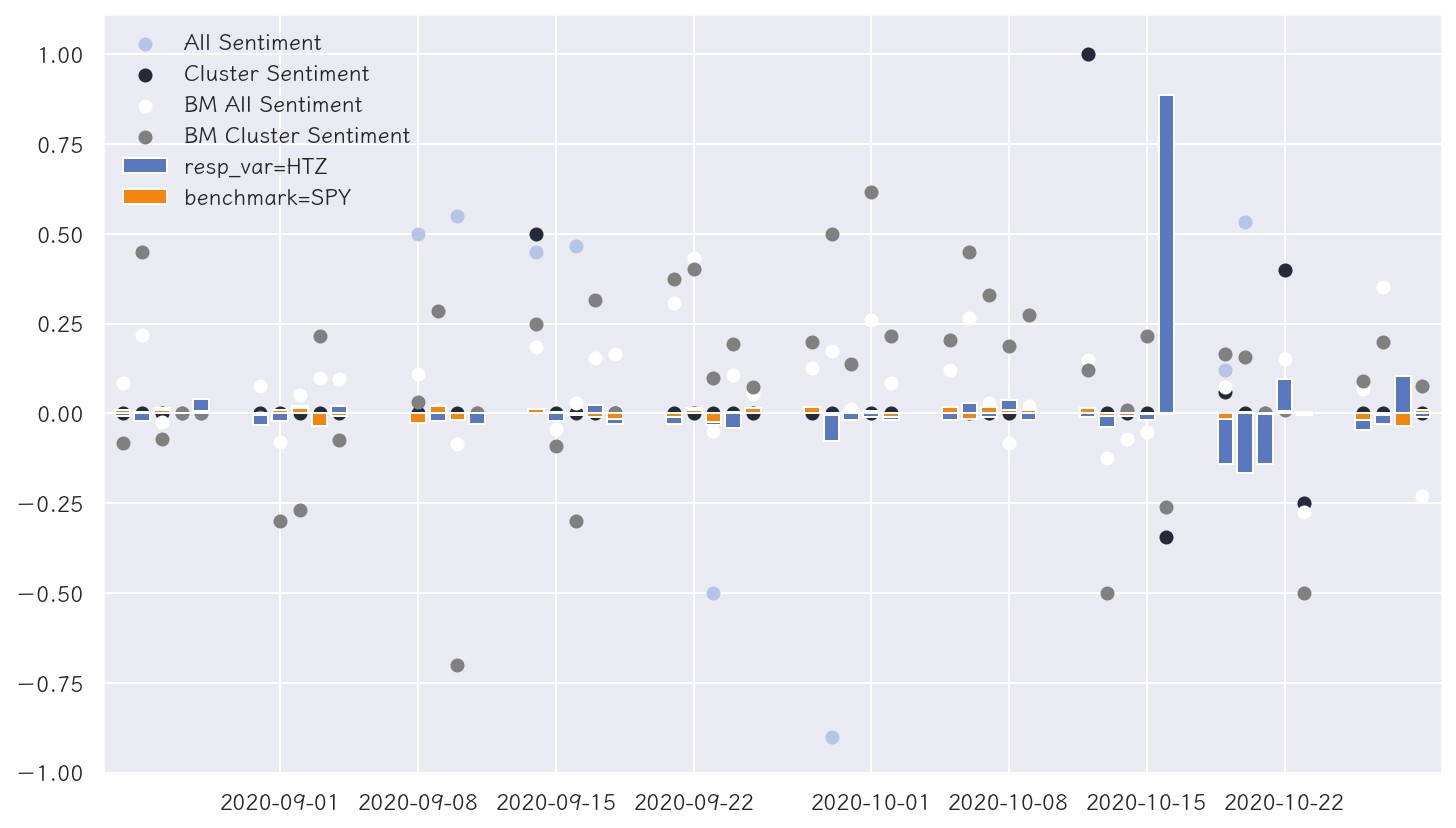 All Sentiment
Cluster Sentiment
BM All Sentiment
BM Cluster Sentiment
resp_var=HTZ
benchmark=SPY
1.00
0.75
0.50
0.25
0.00
−0.25
−0.50
−0.75
−1.00
2020-09-01 2020-09-08 2020-09-15 2020-09-22 2020-10-01 2020-10-08 2020-10-15 2020-10-22